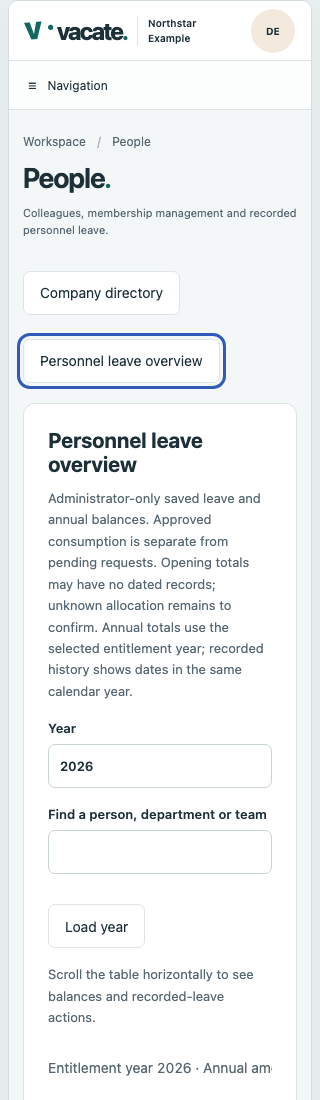 vacate.
Northstar
Example
DE
≡ Navigation
Workspace / People
People.
Colleagues, membership management and recorded
personnel leave.
Company directory
Personnel leave overview
Personnel leave
overview
Administrator-only saved leave and
annual balances. Approved
consumption is separate from
pending requests. Opening totals
may have no dated records;
unknown allocation remains to
confirm. Annual totals use the
selected entitlement year; recorded
history shows dates in the same
calendar year.
Year
2026
Find a person, department or team
Load year
Scroll the table horizontally to see
balances and recorded-leave
actions.
Entitlement year 2026 · Annual